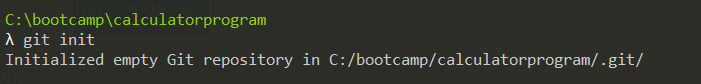 C:\bootcamp\calculatorprogram
λ git init
Initialized empty Git repository in C:/bootcamp/calculatorprogram/.git/